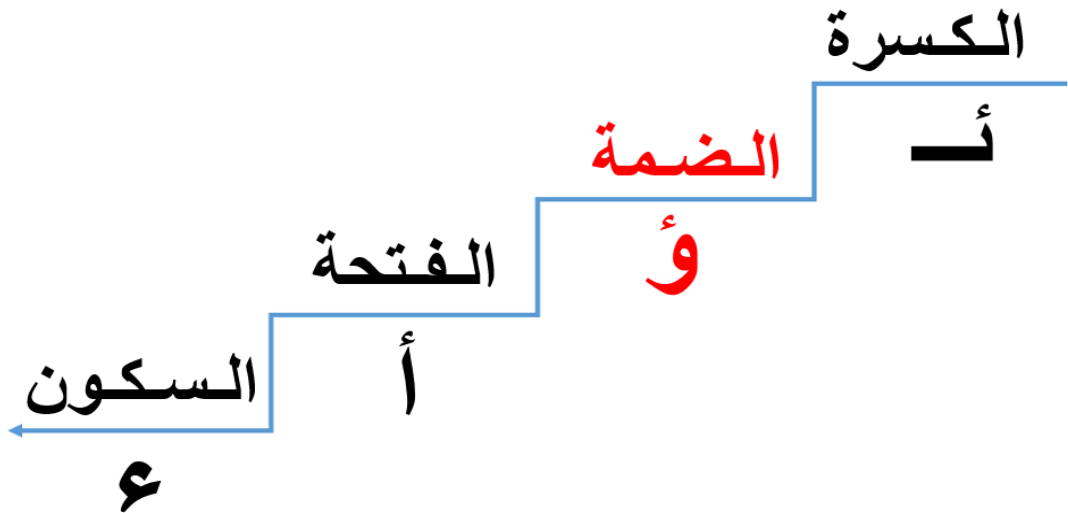 الكسرة
ئـ
الضمة
ؤ
الفتحة
أ
السكون
ء